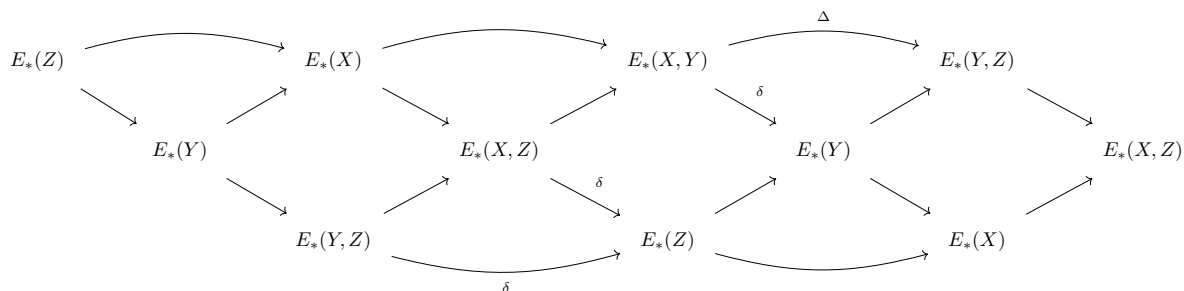 Δ
E_*(Z) E_*(X) E_*(X, Y) E_*(Y, Z)
δ
E_*(Y) E_*(X, Z) E_*(Y) E_*(X, Z)
δ
E_*(Y, Z) E_*(Z) E_*(X)
δ